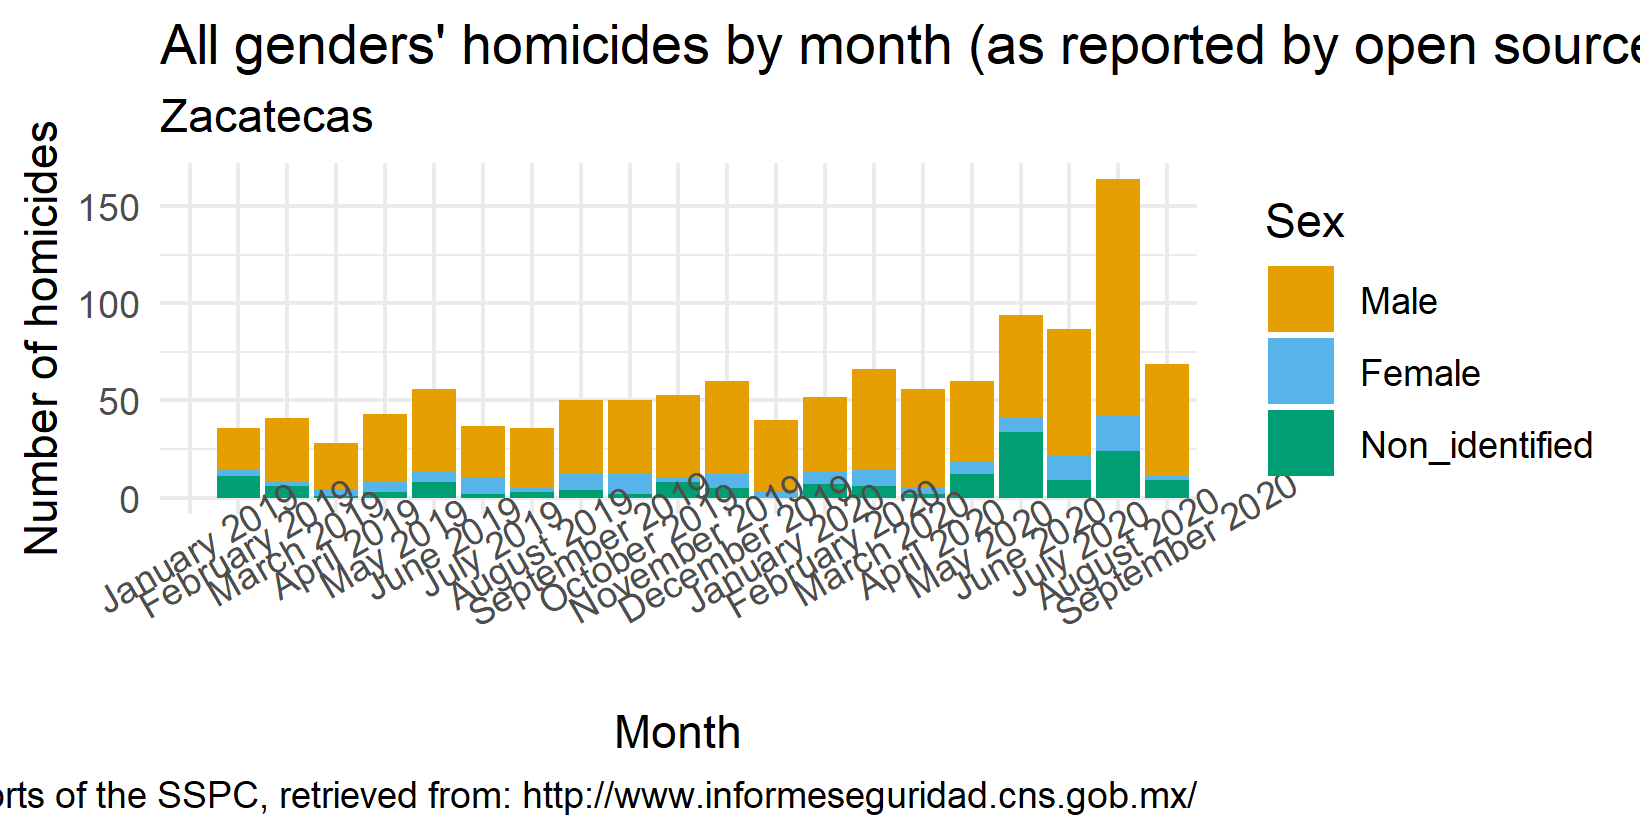 All genders' homicides by month (as reported by open source
Zacatecas
Number of homicides
150
100
50
0
Sex
Male
Female
Non_identified
January 2019
February 2019
March 2019
April 2019
May 2019
June 2019
July 2019
August 2019
September 2019
October 2019
November 2019
December 2019
January 2020
February 2020
March 2020
April 2020
May 2020
June 2020
July 2020
August 2020
September 2020
Month
orts of the SSPC, retrieved from: http://www.informeseguridad.cns.gob.mx/